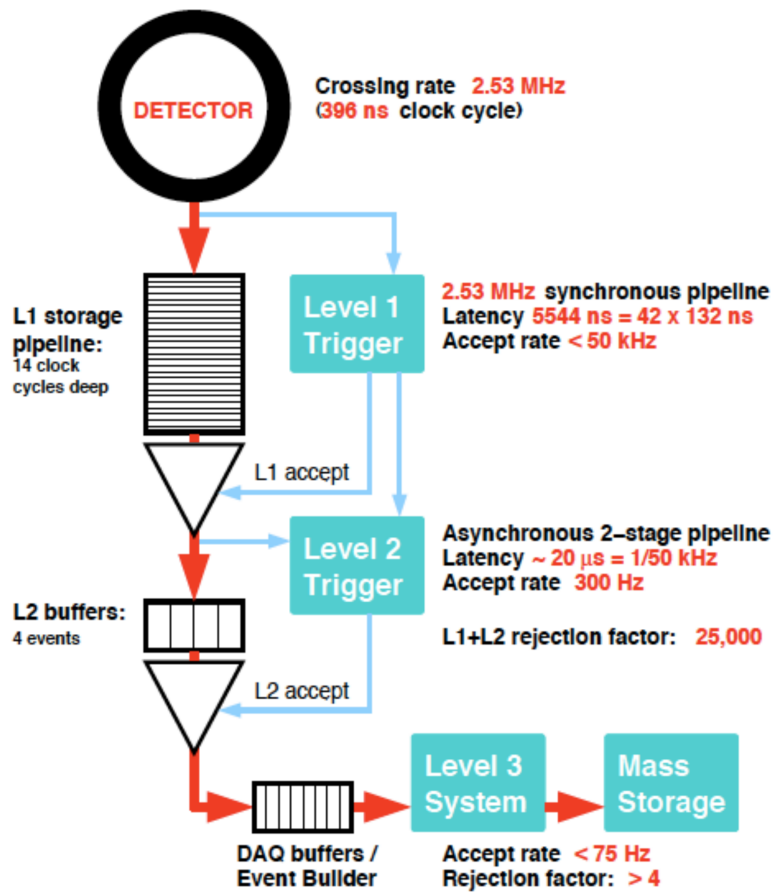 DETECTOR
Crossing rate 2.53 MHz
(396 ns clock cycle)
L1 storage
pipeline:
14 clock
cycles deep
Level 1
Trigger
2.53 MHz synchronous pipeline
Latency 5544 ns = 42 x 132 ns
Accept rate < 50 kHz
L1 accept
Level 2
Trigger
Asynchronous 2–stage pipeline
Latency ~ 20 µs = 1/50 kHz
Accept rate 300 Hz
L2 buffers:
4 events
L1+L2 rejection factor: 25,000
L2 accept
Level 3
System
Mass
Storage
DAQ buffers /
Event Builder
Accept rate < 75 Hz
Rejection factor: > 4